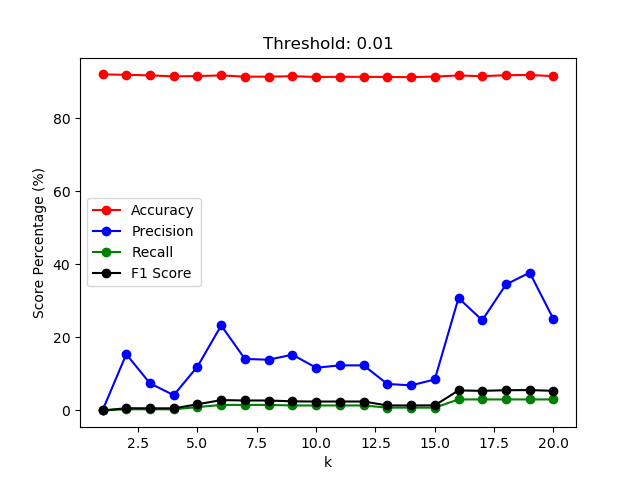 Threshold: 0.01
80
60
40
20
0
Score Percentage (%)
Accuracy
Precision
Recall
F1 Score
2.5 5.0 7.5 10.0 12.5 15.0 17.5 20.0
k